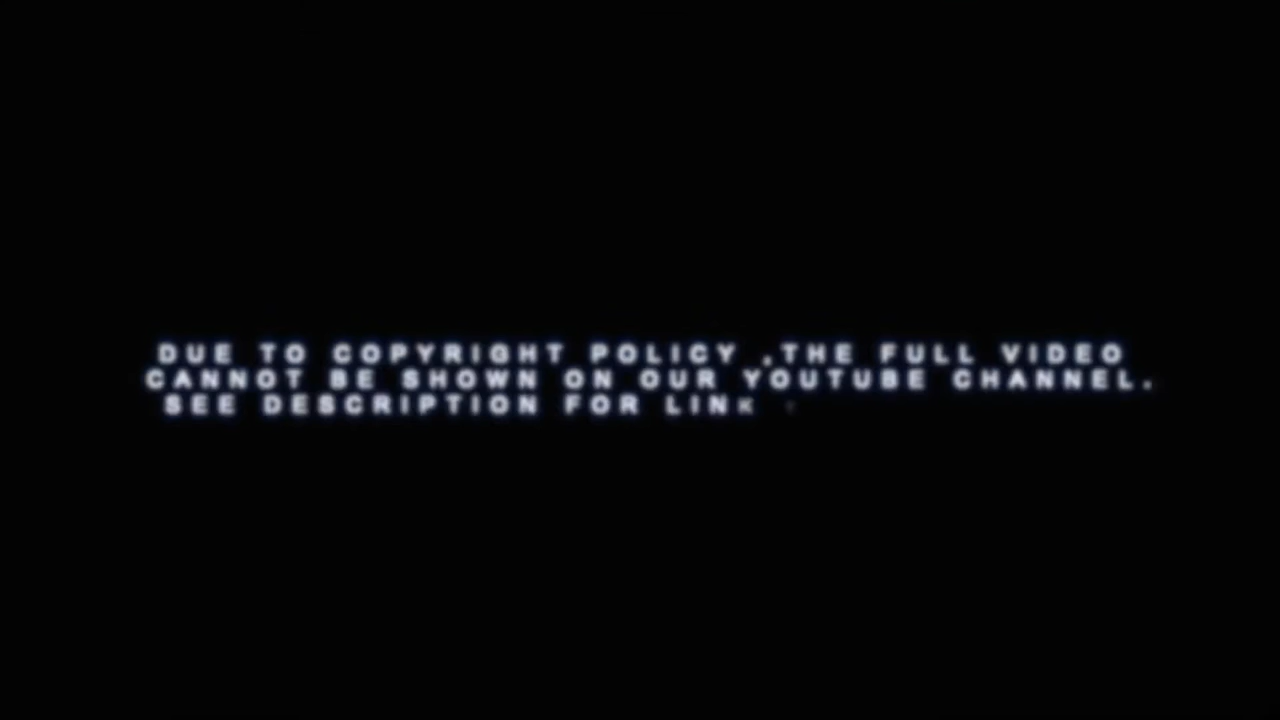 DUE TO COPYRIGHT POLICY ,THE FULL VIDEO
CANNOT BE SHOWN ON OUR YOUTUBE CHANNEL.
SEE DESCRIPTION FOR LINK